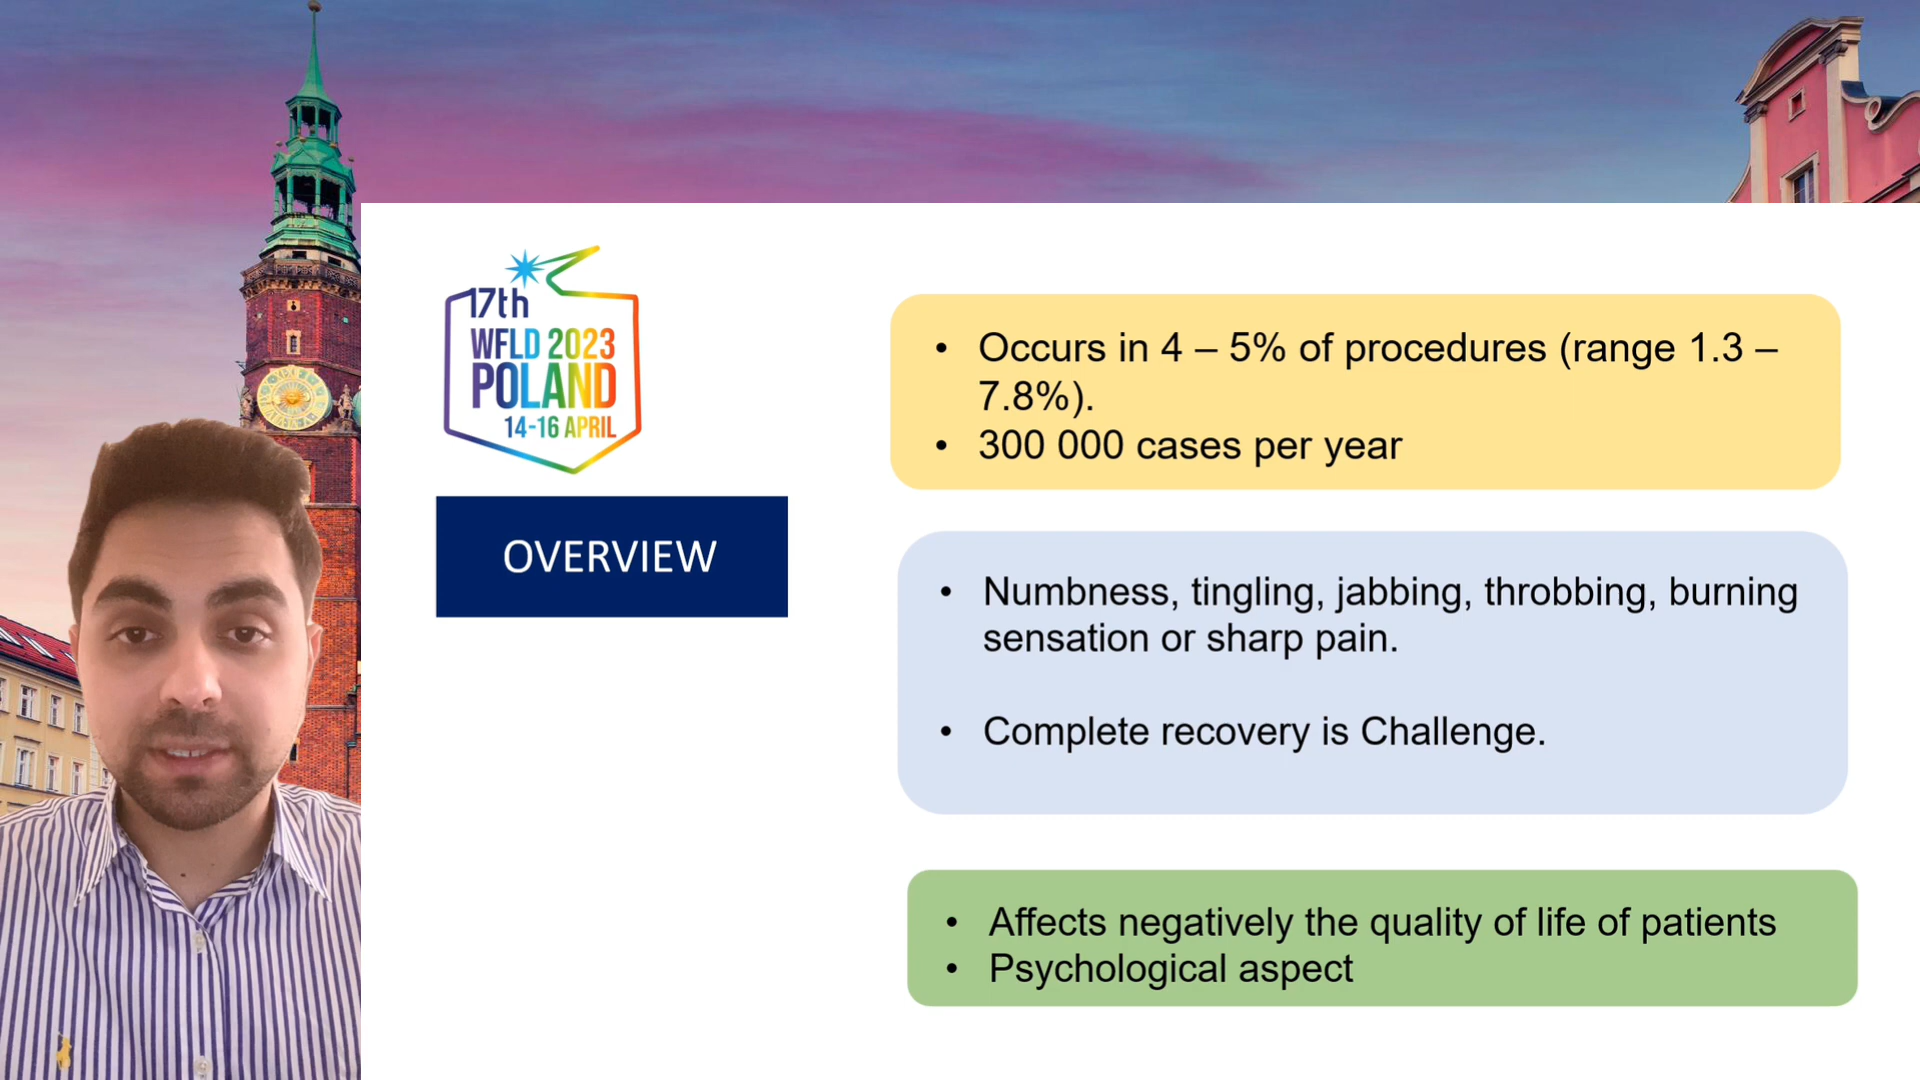 17th
WFLD 2023
POLAND
14-16 APRIL
OVERVIEW
• Occurs in 4 – 5% of procedures (range 1.3 –
7.8%).
• 300 000 cases per year
• Numbness, tingling, jabbing, throbbing, burning
sensation or sharp pain.
• Complete recovery is Challenge.
• Affects negatively the quality of life of patients
• Psychological aspect